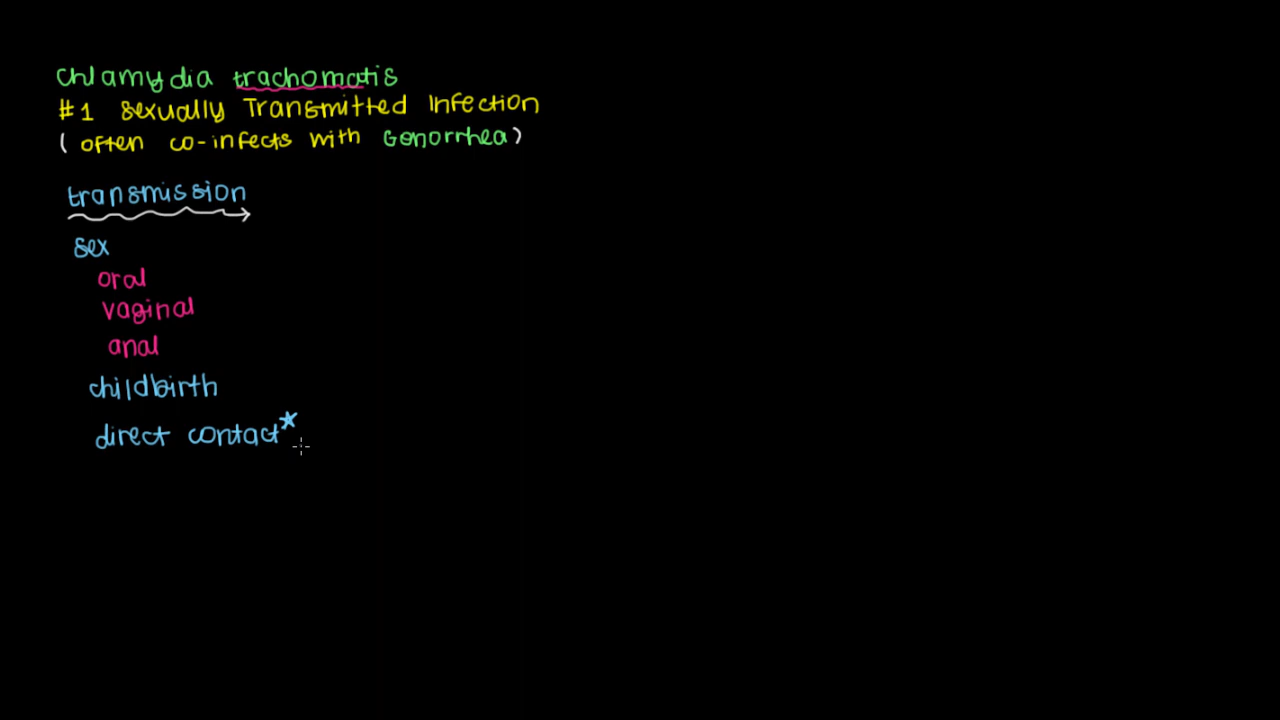 Chlamydia trachomatis
#1 Sexually Transmitted Infection
(often co-infects with Gonorrhea)
transmission
sex
oral
vaginal
anal
childbirth
direct contact*